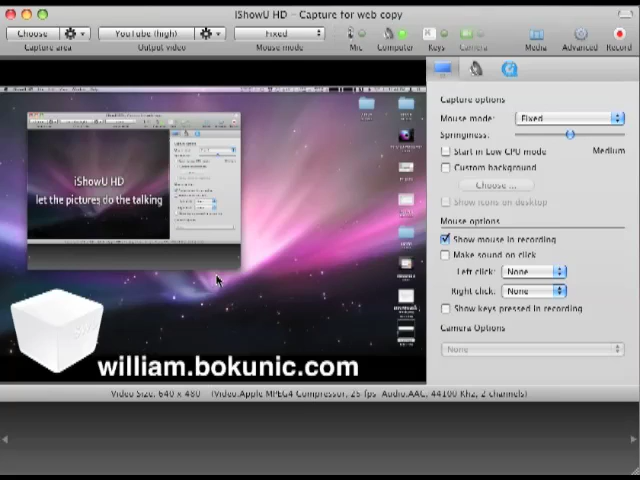 iShowU HD - Capture for web copy
Choose YouTube (high) Fixed
Capture area Output video Mouse mode Mic Computer Keys Camera Media Advanced Record
Capture options
Mouse mode: Fixed
Springiness:
Start in Low CPU mode Medium
Custom background
Choose ...
Show icons on desktop
Mouse options
Show mouse in recording
Make sound on click
Left click: None
Right click: None
Show keys pressed in recording
Camera Options
None
iShowU HD
let the pictures do the talking
william.bokunic.com
Video Size, 640 x 480 (Video,Apple MPEG4 Compressor, 25 fps Audio,AAC, 44100 Khz, 2 channels)